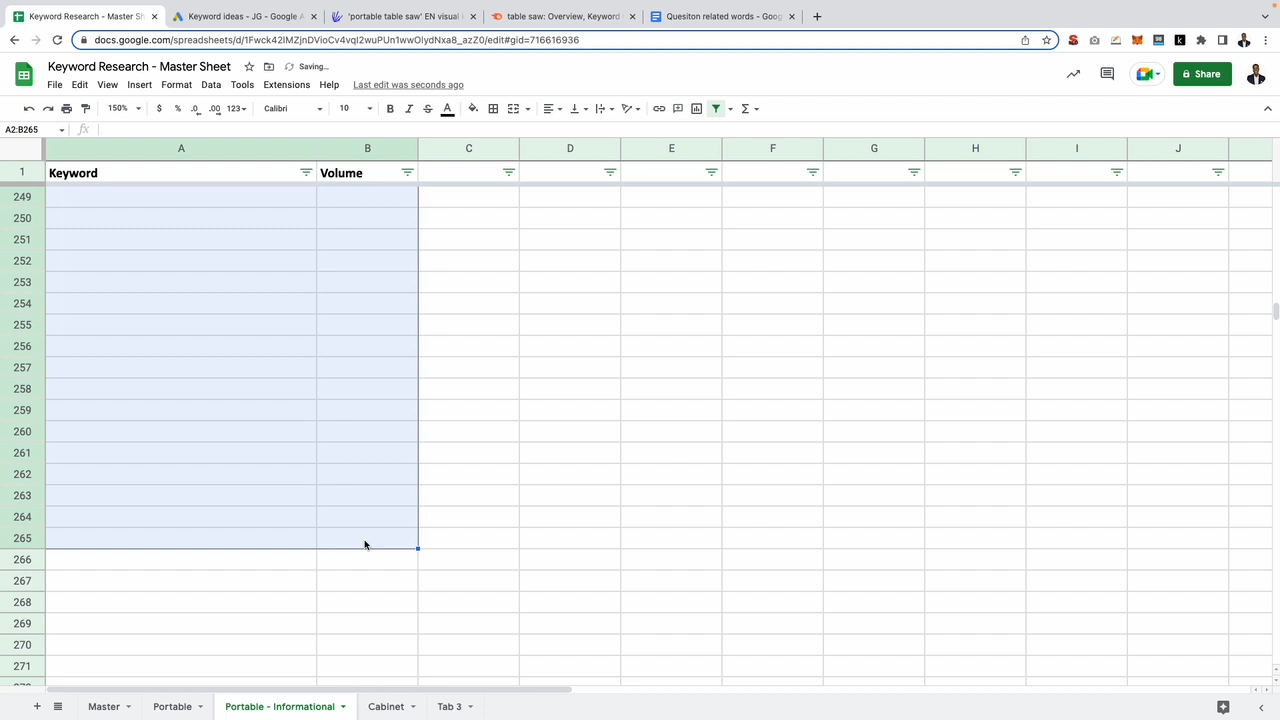 Keyword Research - Master Sh
Keyword ideas - JG - Google A
'portable table saw' EN visual
table saw: Overview, Keyword
Quesiton related words - Goog
docs.google.com/spreadsheets/d/1Fwck42IMZjnDVioCv4vqI2wuPUn1wwOlydNxa8_azZ0/edit#gid=716616936
Keyword Research - Master Sheet
Saving...
File Edit View Insert Format Data Tools Extensions Help Last edit was seconds ago
Share
150% $ % .0 .00 123 Calibri 10 B I S A
A2:B265 fx
A B C D E F G H I J
1 Keyword Volume
249
250
251
252
253
254
255
256
257
258
259
260
261
262
263
264
265
266
267
268
269
270
271
Master Portable Portable - Informational Cabinet Tab 3